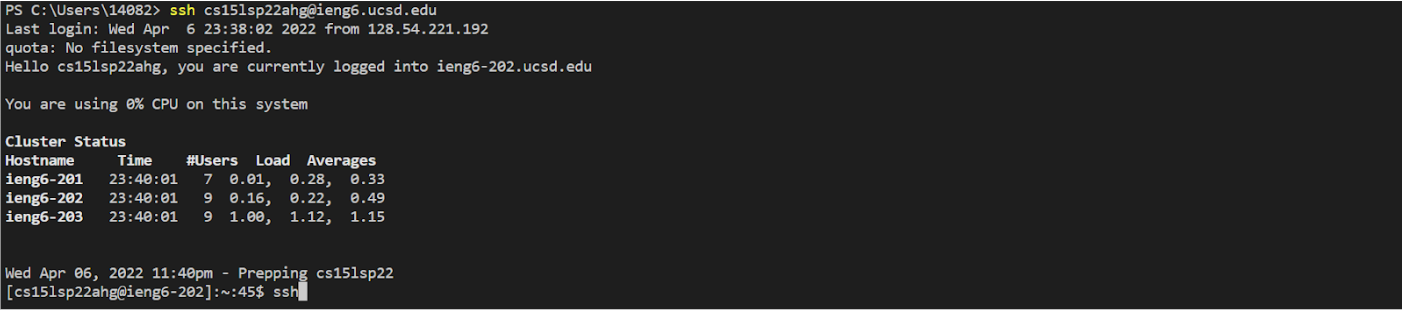 PS C:\Users\14082> ssh cs15lsp22ahg@ieng6.ucsd.edu
Last login: Wed Apr  6 23:38:02 2022 from 128.54.221.192
quota: No filesystem specified.
Hello cs15lsp22ahg, you are currently logged into ieng6-202.ucsd.edu
You are using 0% CPU on this system
Cluster Status
Hostname     Time    #Users  Load  Averages
ieng6-201   23:40:01   7  0.01,  0.28,  0.33
ieng6-202   23:40:01   9  0.16,  0.22,  0.49
ieng6-203   23:40:01   9  1.00,  1.12,  1.15
Wed Apr 06, 2022 11:40pm - Prepping cs15lsp22
[cs15lsp22ahg@ieng6-202]:~:45$ ssh